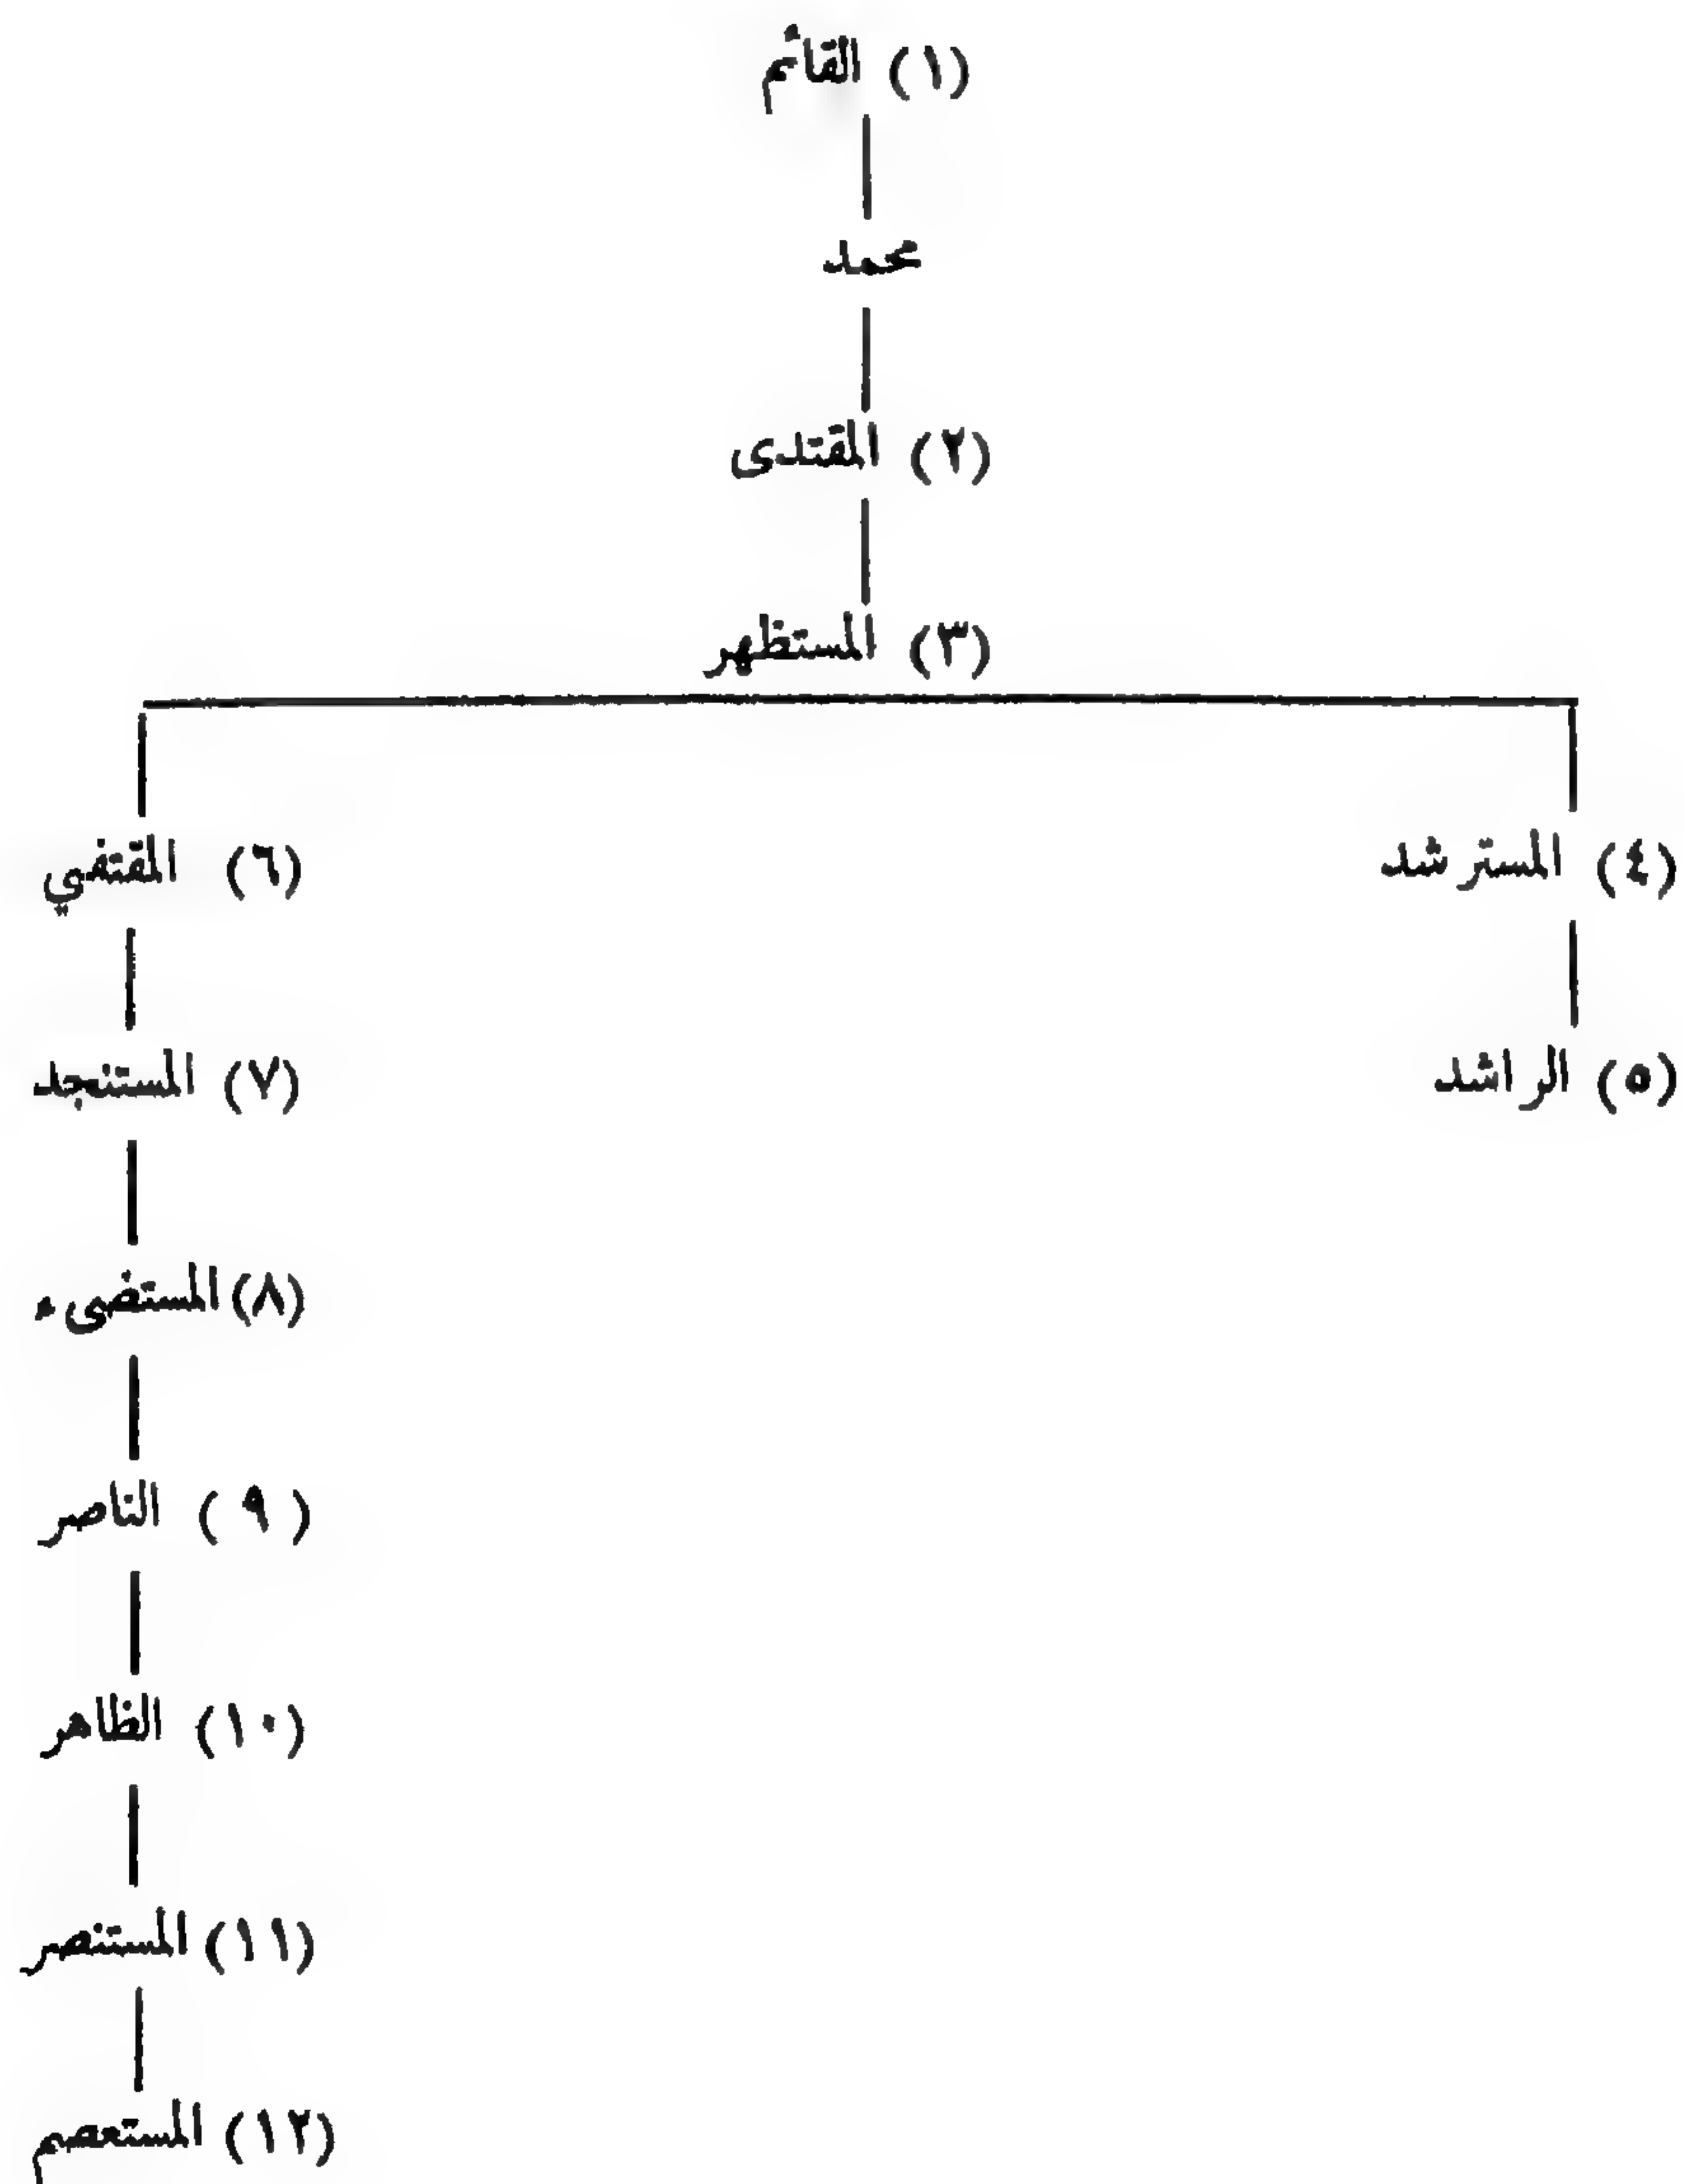 (١) القائم
محمد
(٢) المقتدى
(٣) المستظهر
(٤) المسترشد
(٦) المقتفي
(٥) الراشد
(٧) المستنجد
(٨) المستضىء
(٩) الناصر
(١٠) الظاهر
(١١) المستنصر
(١٢) المستعصم